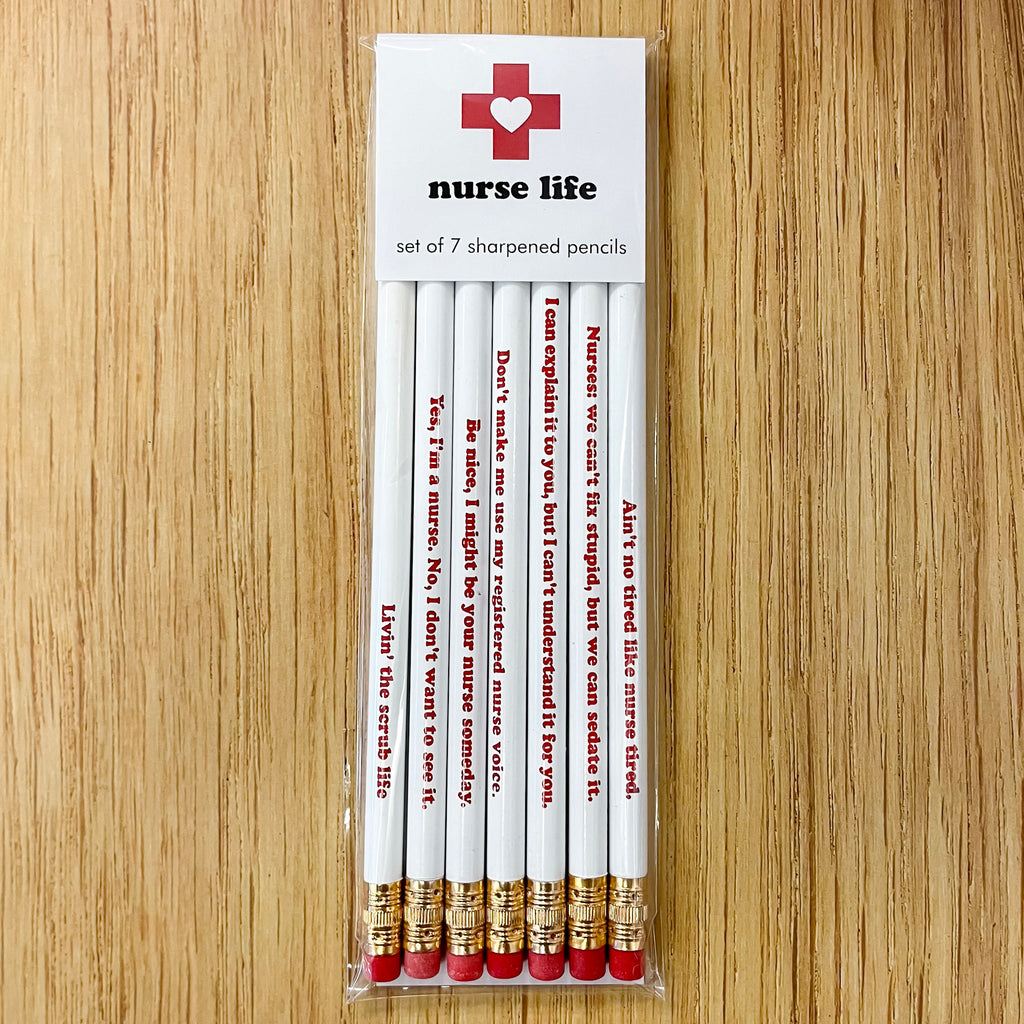 nurse life
set of 7 sharpened pencils
Livin' the scrub life
Yes, I'm a nurse. No, I don't want to see it.
Be nice, I might be your nurse someday.
Don't make me use my registered nurse voice.
I can explain it to you, but I can't understand it for you.
Nurses: we can't fix stupid, but we can sedate it.
Ain't no tired like nurse tired.